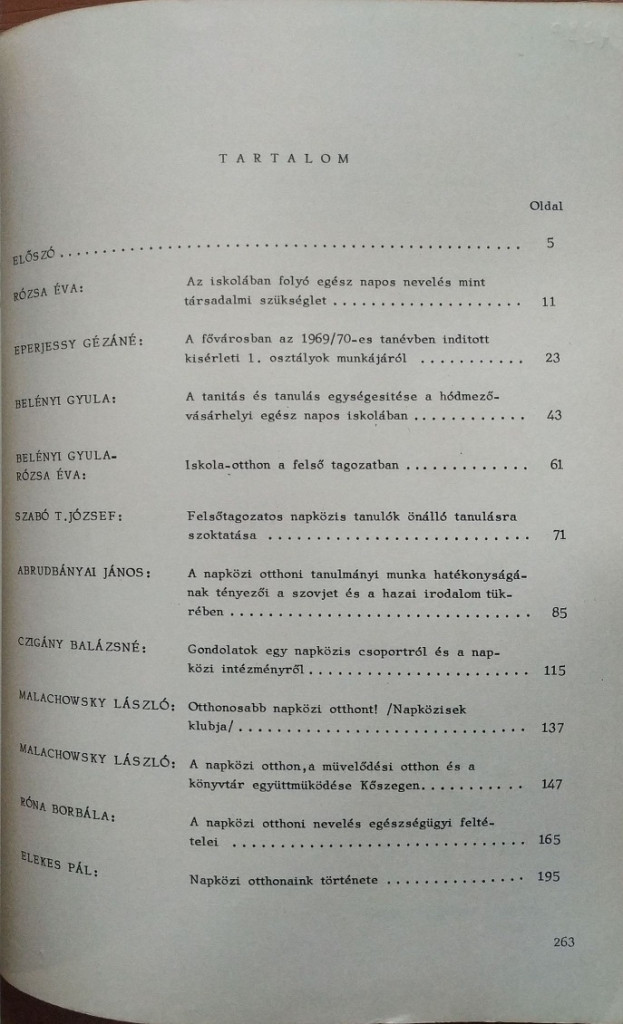 TARTALOM
Oldal
ELŐSZÓ .................................................. 5
RÓZSA ÉVA: Az iskolában folyó egész napos nevelés mint
társadalmi szükséglet .................... 11
EPERJESSY GÉZÁNÉ: A fővárosban az 1969/70-es tanévben inditott
kisérleti 1. osztályok munkájáról ........... 23
BELÉNYI GYULA: A tanitás és tanulás egységesitése a hódmező-
vásárhelyi egész napos iskolában ............ 43
BELÉNYI GYULA-
RÓZSA ÉVA: Iskola-otthon a felső tagozatban ............. 61
SZABÓ T.JÓZSEF: Felsőtagozatos napközis tanulók önálló tanulásra
szoktatása ........................... 71
ABRUDBÁNYAI JÁNOS: A napközi otthoni tanulmányi munka hatékonyságá-
nak tényezői a szovjet és a hazai irodalom tük-
rében ................................ 85
CZIGÁNY BALÁZSNÉ: Gondolatok egy napközis csoportról és a nap-
közi intézményről ....................... 115
MALACHOWSKY LÁSZLÓ: Otthonosabb napközi otthont! /Napközisek
klubja/ .............................. 137
MALACHOWSKY LÁSZLÓ: A napközi otthon,a müvelődési otthon és a
könyvtár együttmüködése Kőszegen........... 147
RÓNA BORBÁLA: A napközi otthoni nevelés egészségügyi felté-
telei .............................. 165
ELEKES PÁL: Napközi otthonaink története ............... 195
263